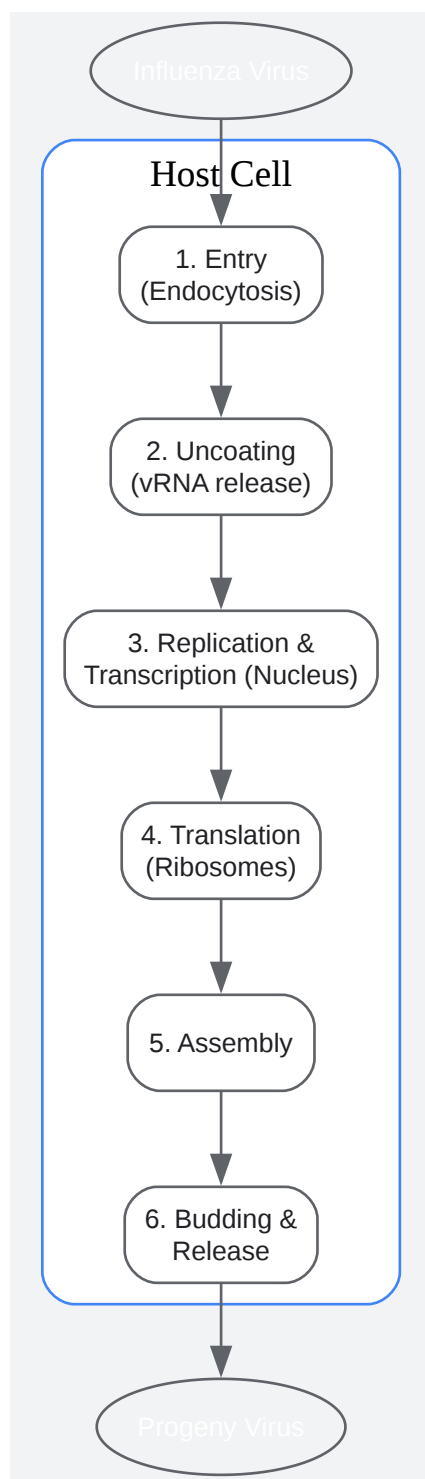 Influenza Virus
Host Cell
1. Entry
(Endocytosis)
2. Uncoating
(vRNA release)
3. Replication &
Transcription (Nucleus)
4. Translation
(Ribosomes)
5. Assembly
6. Budding &
Release
Progeny Virus